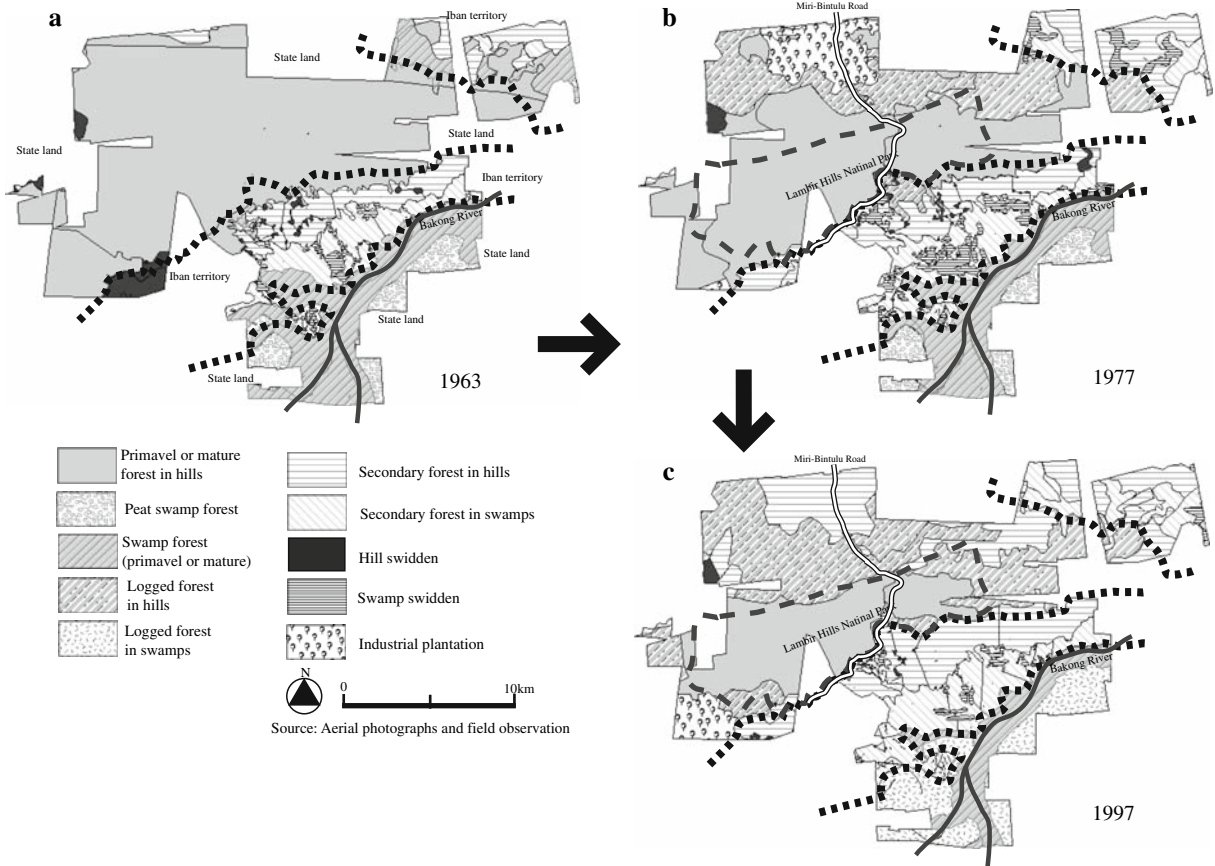 a
Iban territory
State land
State land
State land
Iban territory
Bakong River
State land
Iban territory
State land
State land
1963
b
Miri-Bintulu Road
Lambir Hills Natinal Park
Bakong River
1977
Primavel or mature
forest in hills
Peat swamp forest
Swamp forest
(primavel or mature)
Logged forest
in hills
Logged forest
in swamps
Secondary forest in hills
Secondary forest in swamps
Hill swidden
Swamp swidden
Industrial plantation
N
0
10km
Source: Aerial photographs and field observation
c
Miri-Bintulu Road
Lambir Hills Natinal Park
Bakong River
1997